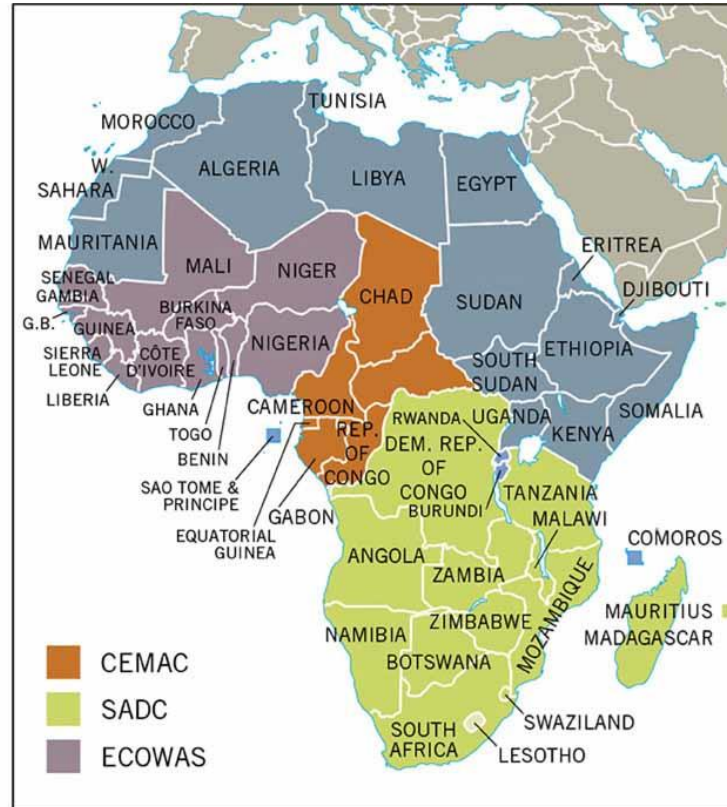 TUNISIA
MOROCCO
W.
SAHARA
ALGERIA
LIBYA
EGYPT
MAURITANIA
MALI
NIGER
ERITREA
SENEGAL
GAMBIA
CHAD
SUDAN
DJIBOUTI
G.B.
GUINEA
BURKINA
FASO
NIGERIA
SIERRA
LEONE
CÔTE
D'IVOIRE
ETHIOPIA
SOUTH
SUDAN
LIBERIA
GHANA
TOGO
BENIN
CAMEROON
SOMALIA
RWANDA
UGANDA
KENYA
REP.
OF
CONGO
DEM. REP.
OF
CONGO
BURUNDI
SAO TOME &
PRINCIPE
EQUATORIAL
GUINEA
GABON
TANZANIA
MALAWI
COMOROS
ANGOLA
ZAMBIA
MOZAMBIQUE
MAURITIUS
MADAGASCAR
ZIMBABWE
NAMIBIA
BOTSWANA
SWAZILAND
SOUTH
AFRICA
LESOTHO
CEMAC
SADC
ECOWAS